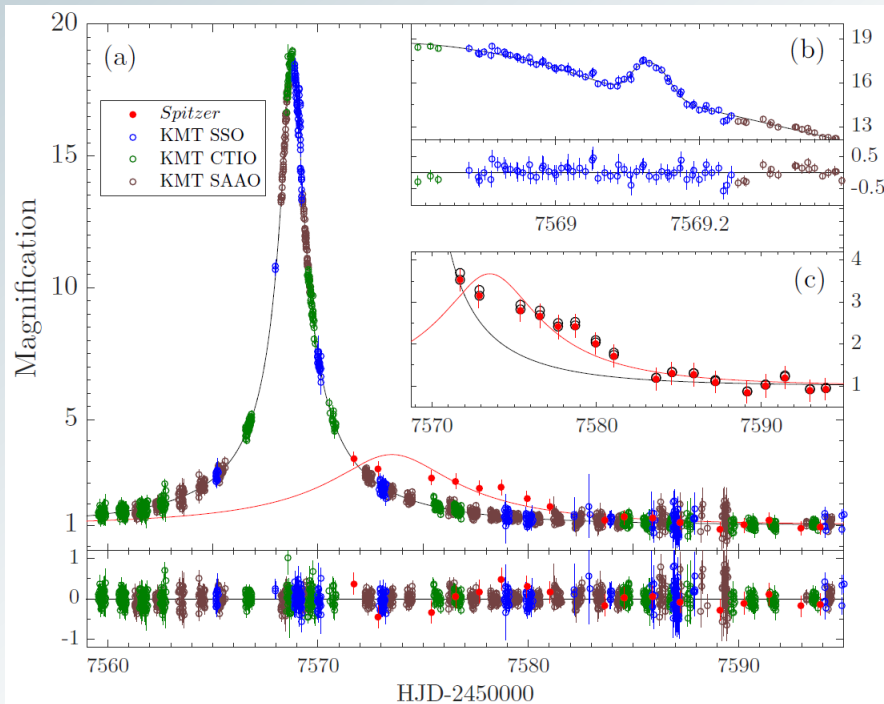 20
(a)
Spitzer
KMT SSO
KMT CTIO
KMT SAAO
15
10
5
1
Magnification
(b)
19
16
13
0.5
-0.5
7569
7569.2
(c)
4
3
2
1
7570
7580
7590
1
0
-1
7560
7570
7580
7590
HJD-2450000